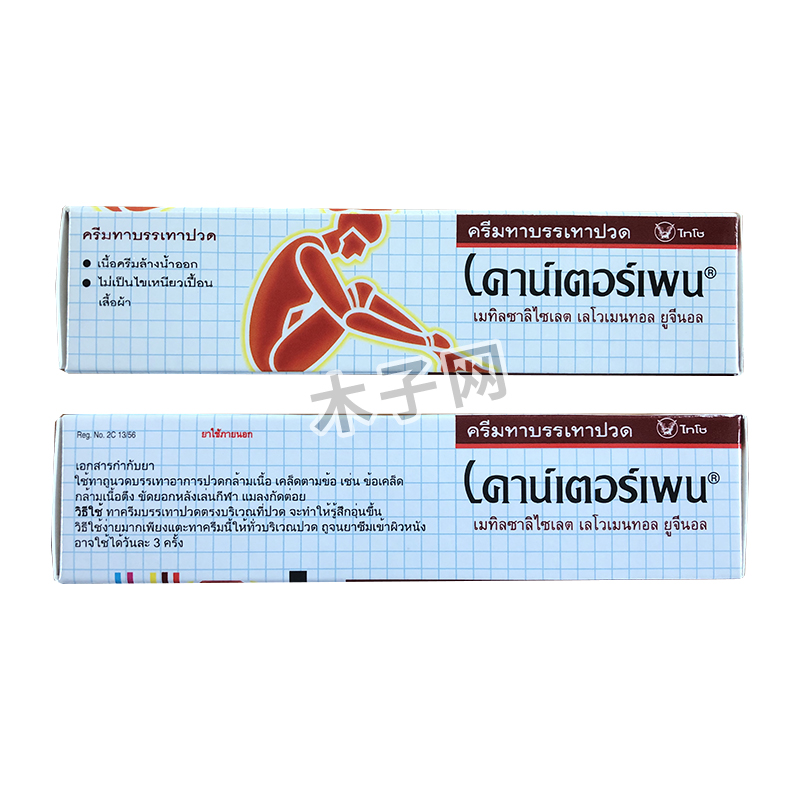 ครีมทาบรรเทาปวด
● เนื้อครีมล้างน้ำออก
● ไม่เป็นไขเหนียวเปื้อน
เสื้อผ้า
ครีมทาบรรเทาปวด ไทโช
เคาน์เตอร์เพน®
เมทิลซาลิไซเลต เลโวเมนทอล ยูจีนอล
木子网
Reg. No. 2C 13/56 ยาใช้ภายนอก
เอกสารกำกับยา
ใช้ทาถูนวดบรรเทาอาการปวดกล้ามเนื้อ เคล็ดตามข้อ เช่น ข้อเคล็ด
กล้ามเนื้อตึง ขัดยอกหลังเล่นกีฬา แมลงกัดต่อย
วิธีใช้ ทาครีมบรรเทาปวดตรงบริเวณที่ปวด จะทำให้รู้สึกอุ่นขึ้น
วิธีใช้ง่ายมากเพียงแตะทาครีมนี้ให้ทั่วบริเวณปวด ถูจนยาซึมเข้าผิวหนัง
อาจใช้ได้วันละ 3 ครั้ง
ครีมทาบรรเทาปวด ไทโช
เคาน์เตอร์เพน®
เมทิลซาลิไซเลต เลโวเมนทอล ยูจีนอล